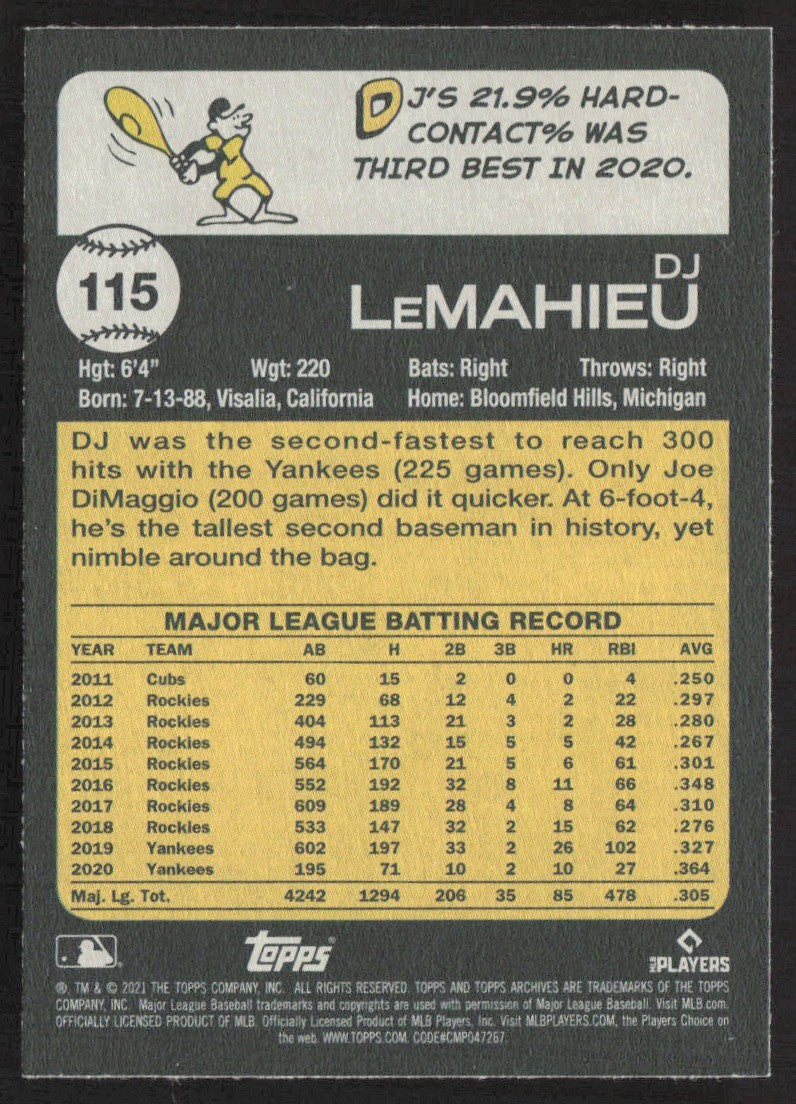 DJ'S 21.9% HARD-
CONTACT% WAS
THIRD BEST IN 2020.
115
DJ
LEMAHIEU
Hgt: 6'4" Wgt: 220 Bats: Right Throws: Right
Born: 7-13-88, Visalia, California Home: Bloomfield Hills, Michigan
DJ was the second-fastest to reach 300
hits with the Yankees (225 games). Only Joe
DiMaggio (200 games) did it quicker. At 6-foot-4,
he's the tallest second baseman in history, yet
nimble around the bag.
MAJOR LEAGUE BATTING RECORD
YEAR TEAM AB H 2B 3B HR RBI AVG
2011 Cubs 60 15 2 0 0 4 .250
2012 Rockies 229 68 12 4 2 22 .297
2013 Rockies 404 113 21 3 2 28 .280
2014 Rockies 494 132 15 5 5 42 .267
2015 Rockies 564 170 21 5 6 61 .301
2016 Rockies 552 192 32 8 11 66 .348
2017 Rockies 609 189 28 4 8 64 .310
2018 Rockies 533 147 32 2 15 62 .276
2019 Yankees 602 197 33 2 26 102 .327
2020 Yankees 195 71 10 2 10 27 .364
Maj. Lg. Tot. 4242 1294 206 35 85 478 .305
topps
MLB PLAYERS
® TM & © 2021 THE TOPPS COMPANY, INC. ALL RIGHTS RESERVED. TOPPS AND TOPPS ARCHIVES ARE TRADEMARKS OF THE TOPPS
COMPANY, INC. Major League Baseball trademarks and copyrights are used with permission of Major League Baseball. Visit MLB.com.
OFFICIALLY LICENSED PRODUCT OF MLB. Officially Licensed Product of MLB Players, Inc. Visit MLBPLAYERS.COM, the Players Choice on
the web. WWW.TOPPS.COM. CODE#CMP047267